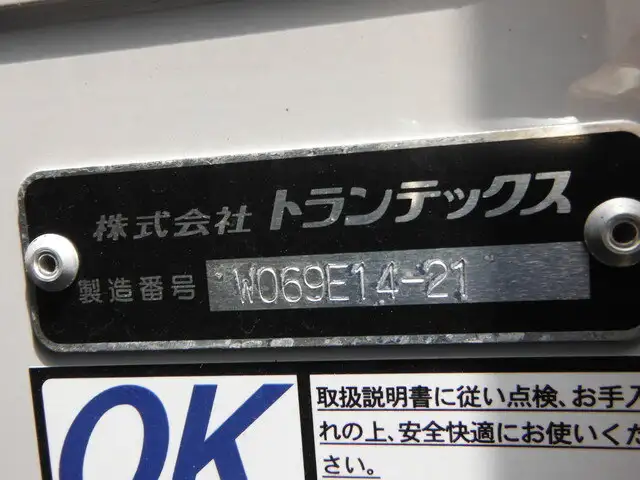 株式会社 トランテックス
製造番号 W069E14-21
OK
取扱説明書に従い点検、お手入
れの上、安全快適にお使いくだ
さい。